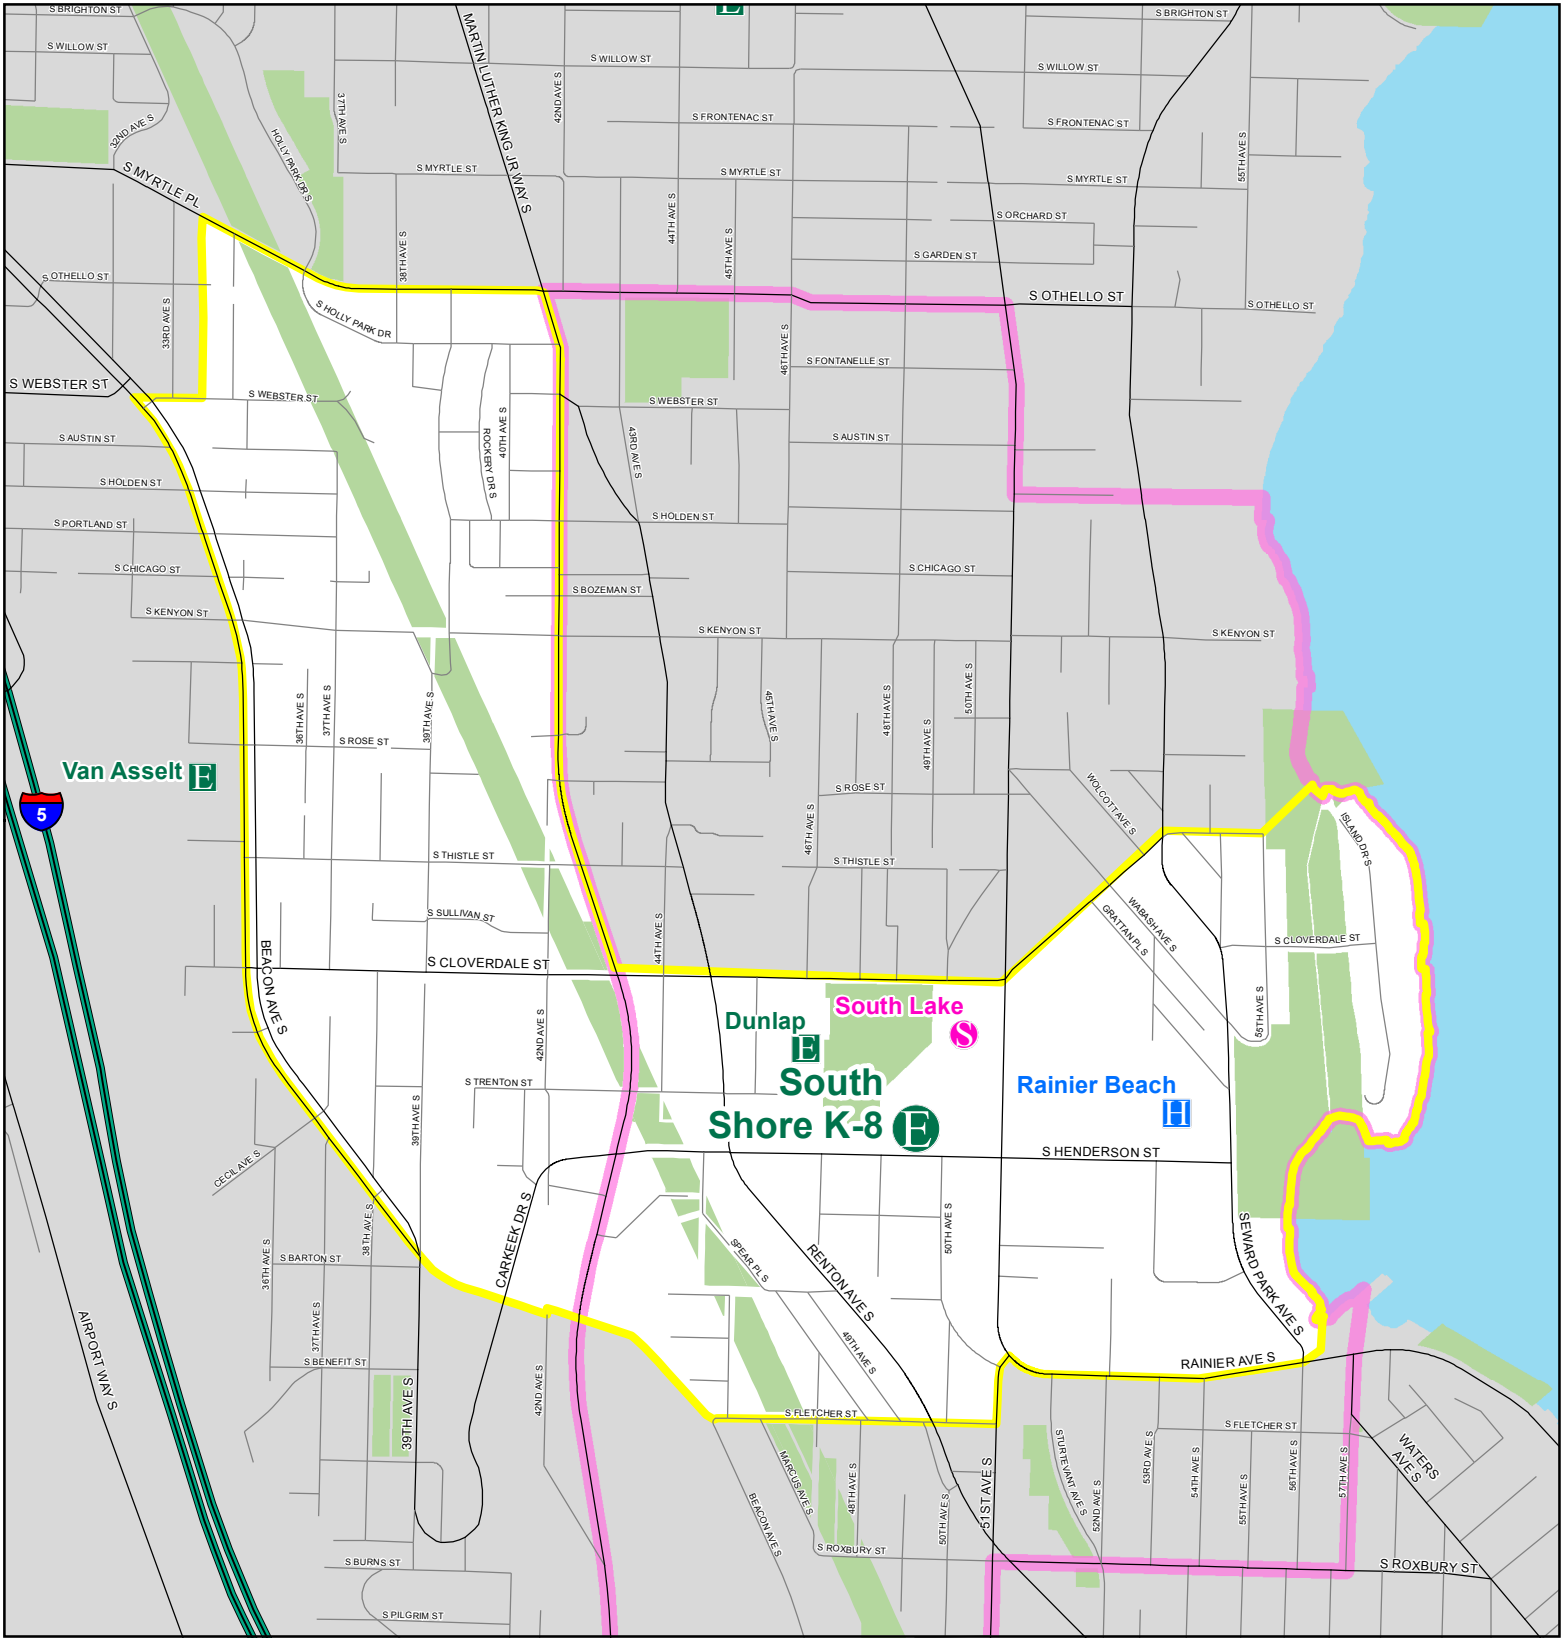 S BRIGHTON ST
E
S BRIGHTON ST
S WILLOW ST
MARTIN LUTHER KING JR WAY S
S WILLOW ST
S WILLOW ST
42ND AVE S
37TH AVE S
32ND AVE S
HOLLY PARK DR S
S FRONTENAC ST
S FRONTENAC ST
55TH AVE S
S MYRTLE PL
S MYRTLE ST
S MYRTLE ST
S MYRTLE ST
44TH AVE S
45TH AVE S
38TH AVE S
S ORCHARD ST
S GARDEN ST
S OTHELLO ST
S OTHELLO ST
S OTHELLO ST
33RD AVE S
S HOLLY PARK DR
46TH AVE S
S FONTANELLE ST
S WEBSTER ST
S WEBSTER ST
S WEBSTER ST
40TH AVE S
ROCKERY DR S
43RD AVE S
S AUSTIN ST
S AUSTIN ST
S HOLDEN ST
S HOLDEN ST
S PORTLAND ST
S CHICAGO ST
S CHICAGO ST
S BOZEMAN ST
S KENYON ST
S KENYON ST
S KENYON ST
36TH AVE S
37TH AVE S
39TH AVE S
45TH AVE S
48TH AVE S
49TH AVE S
50TH AVE S
S ROSE ST
Van Asselt E
5
S ROSE ST
WOLCOTT AVE S
46TH AVE S
ISLAND DR S
S THISTLE ST
S THISTLE ST
S SULLIVAN ST
44TH AVE S
GRATTAN PL S
WABASH AVE S
S CLOVERDALE ST
BEACON AVE S
S CLOVERDALE ST
55TH AVE S
42ND AVE S
South Lake
S
Dunlap
E
South
Shore K-8 E
Rainier Beach
H
S TRENTON ST
39TH AVE S
S HENDERSON ST
CECIL AVE S
CARKEEK DR S
38TH AVE S
36TH AVE S
S BARTON ST
SPEAR PL S
RENTON AVE S
50TH AVE S
SEWARD PARK AVE S
AIRPORT WAY S
37TH AVE S
S BENEFIT ST
39TH AVE S
42ND AVE S
49TH AVE S
RAINIER AVE S
S FLETCHER ST
S FLETCHER ST
MARCUS AVE S
BEACON AVE S
48TH AVE S
50TH AVE S
51ST AVE S
STURTEVANT AVE S
52ND AVE S
53RD AVE S
54TH AVE S
55TH AVE S
56TH AVE S
57TH AVE S
WATERS
AVE S
S BURNS ST
S ROXBURY ST
S ROXBURY ST
S PILGRIM ST